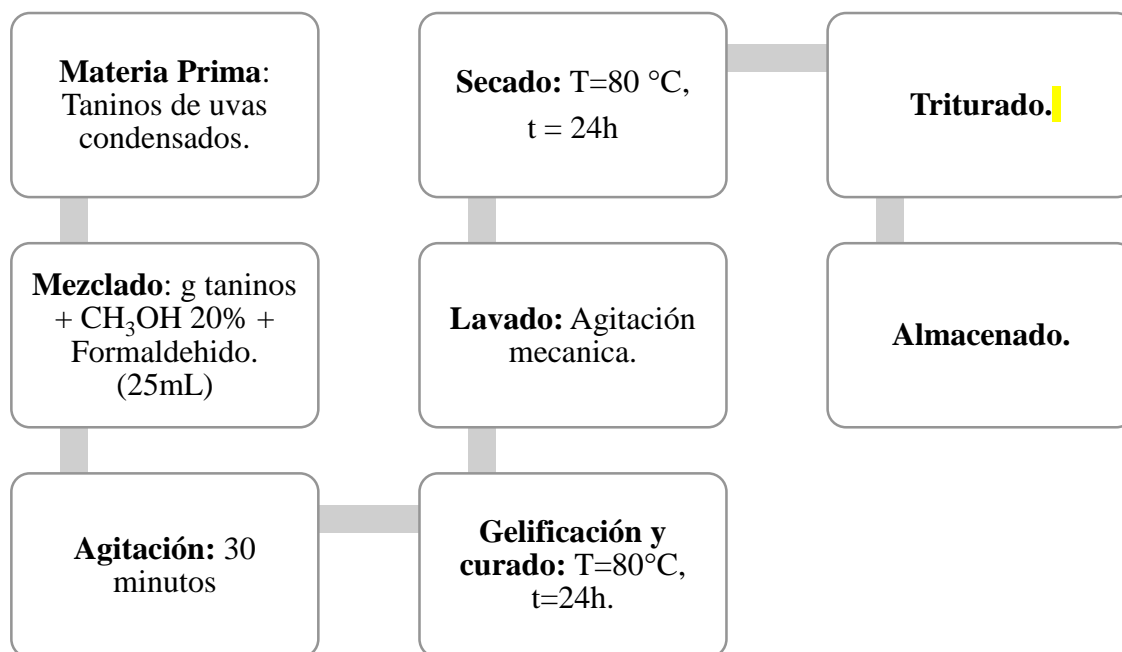 Materia Prima:
Taninos de uvas
condensados.
Mezclado: g taninos
+ CH₃OH 20% +
Formaldehido.
(25mL)
Agitación: 30
minutos
Gelificación y
curado: T=80°C,
t=24h.
Lavado: Agitación
mecanica.
Secado: T=80 °C,
t = 24h
Triturado.
Almacenado.